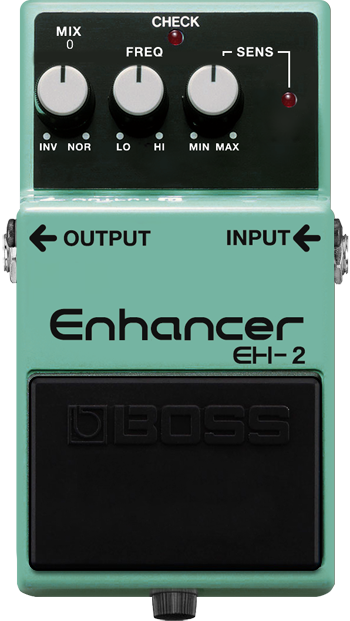 CHECK
MIX
0
FREQ
SENS
INV NOR
LO HI
MIN MAX
OUTPUT
INPUT
Enhancer
EH-2
BOSS